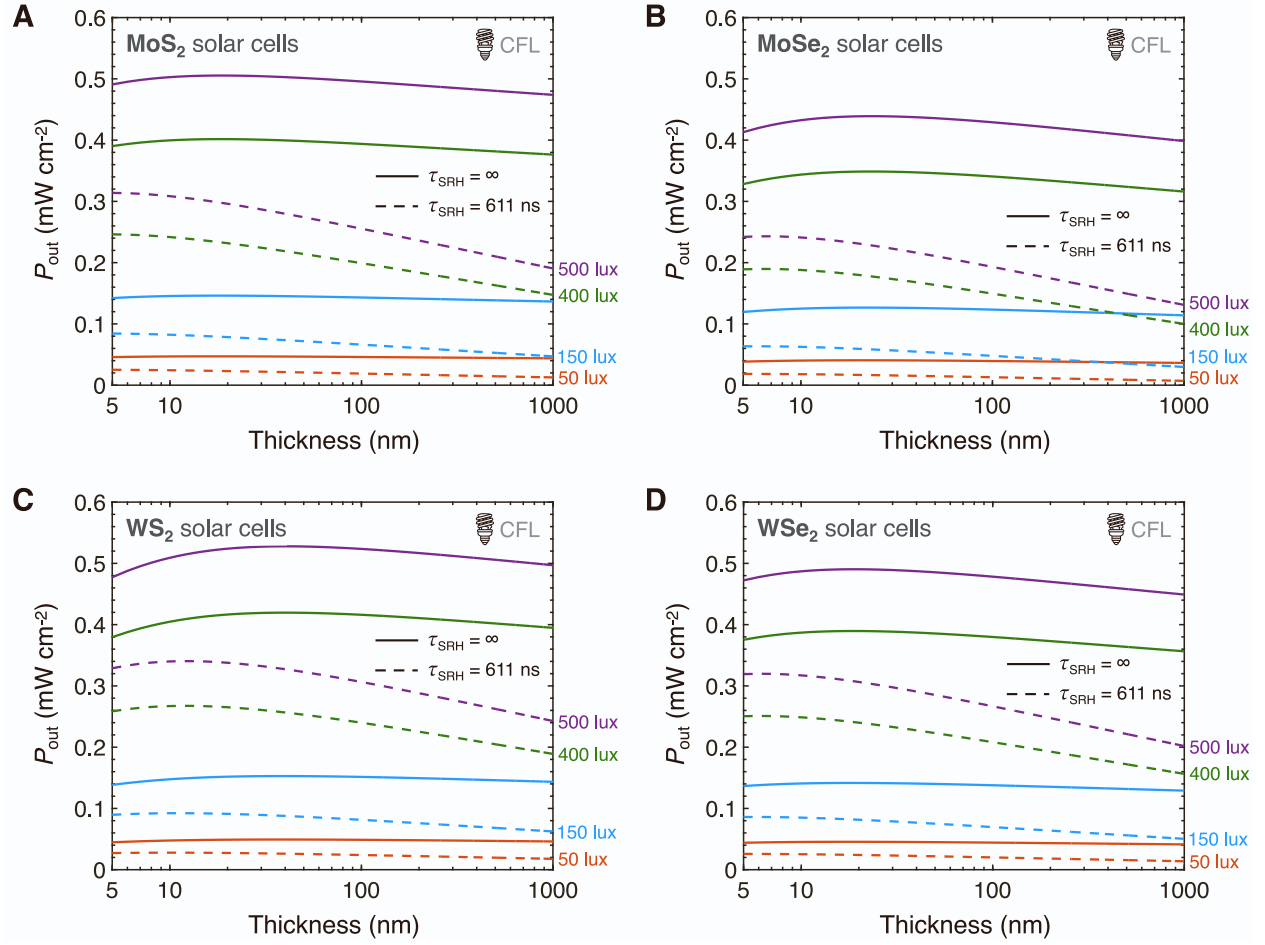 A
MoS₂ solar cells
CFL
0.6
0.5
0.4
0.3
0.2
0.1
0
Pout (mW cm⁻²)
τSRH = ∞
τSRH = 611 ns
500 lux
400 lux
150 lux
50 lux
5
10
100
1000
Thickness (nm)
B
MoSe₂ solar cells
CFL
0.6
0.5
0.4
0.3
0.2
0.1
0
Pout (mW cm⁻²)
τSRH = ∞
τSRH = 611 ns
500 lux
400 lux
150 lux
50 lux
5
10
100
1000
Thickness (nm)
C
WS₂ solar cells
CFL
0.6
0.5
0.4
0.3
0.2
0.1
0
Pout (mW cm⁻²)
τSRH = ∞
τSRH = 611 ns
500 lux
400 lux
150 lux
50 lux
5
10
100
1000
Thickness (nm)
D
WSe₂ solar cells
CFL
0.6
0.5
0.4
0.3
0.2
0.1
0
Pout (mW cm⁻²)
τSRH = ∞
τSRH = 611 ns
500 lux
400 lux
150 lux
50 lux
5
10
100
1000
Thickness (nm)